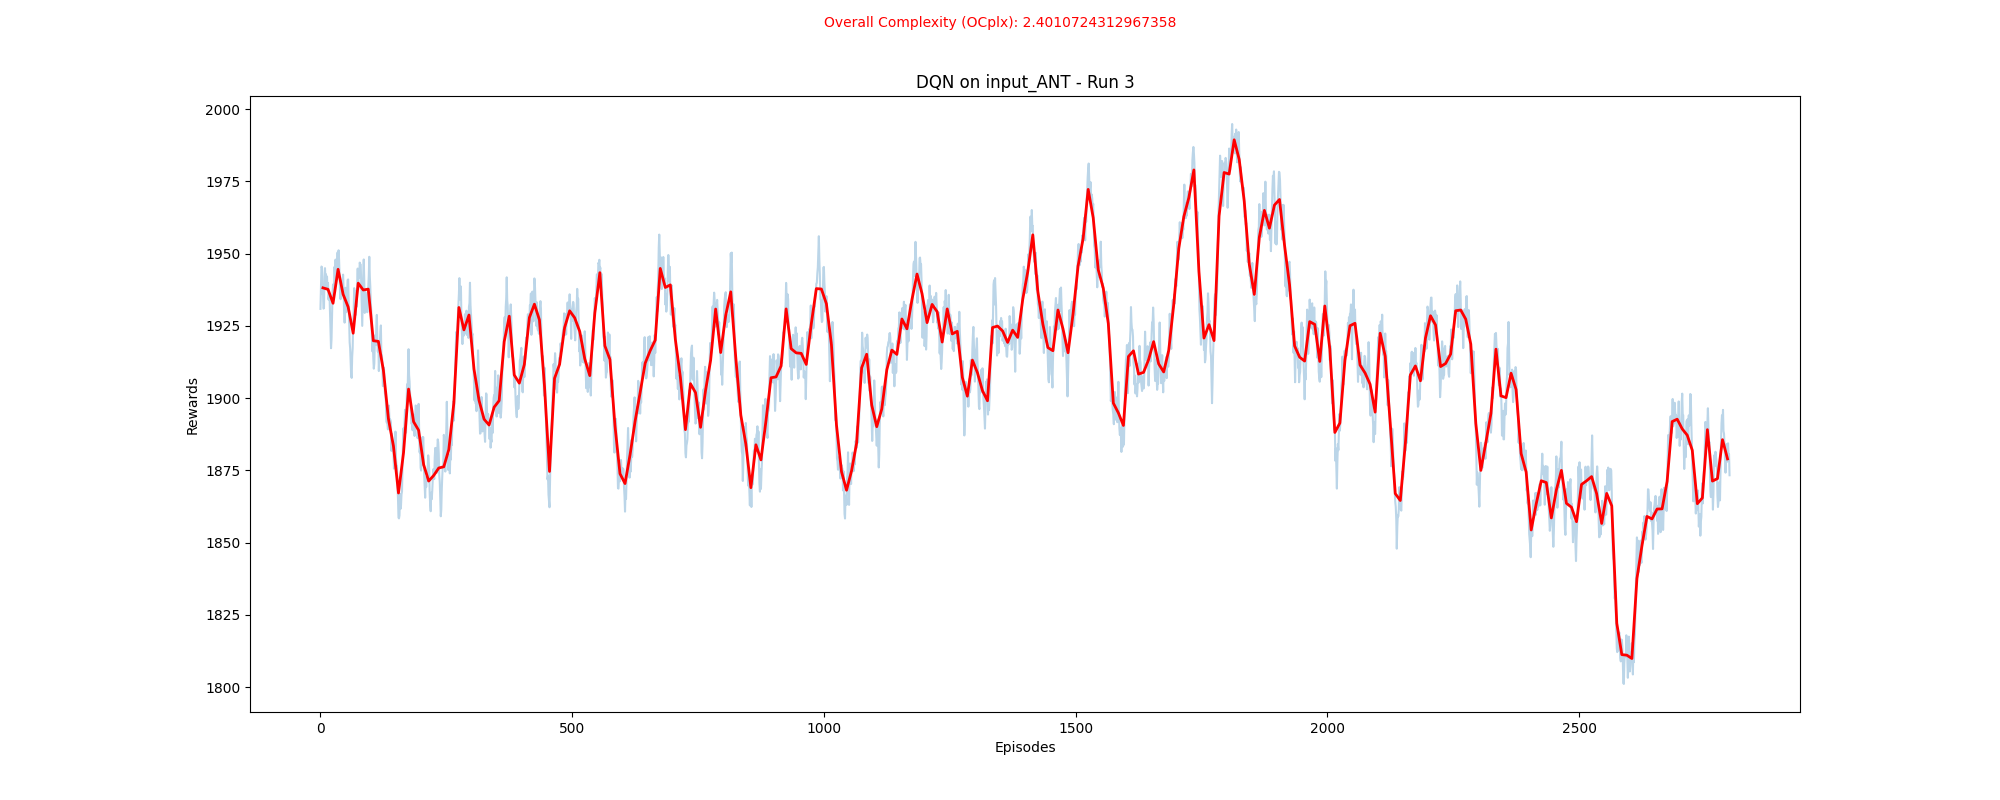 Overall Complexity (OCplx): 2.4010724312967358
DQN on input_ANT - Run 3
2000
1975
1950
1925
1900
1875
1850
1825
1800
Rewards
0 500 1000 1500 2000 2500
Episodes